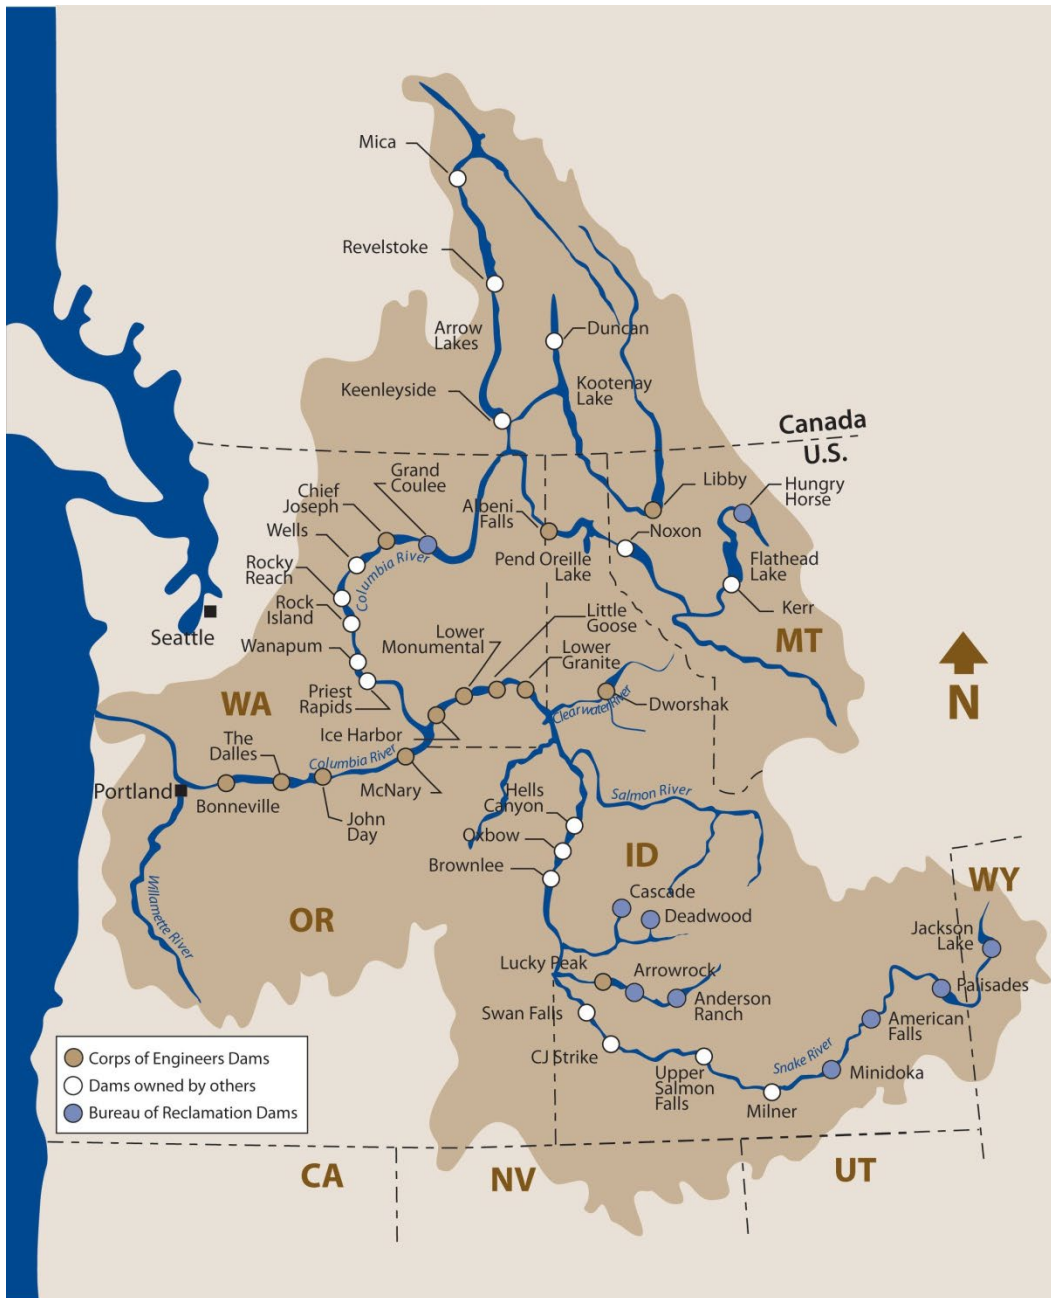 Mica
Revelstoke
Arrow
Lakes
Duncan
Keenleyside
Kootenay
Lake
Canada
U.S.
Grand
Coulee
Chief
Joseph
Albeni
Falls
Libby
Hungry
Horse
Wells
Noxon
Rocky
Reach
Columbia River
Pend Oreille
Lake
Flathead
Lake
Rock
Island
Kerr
Seattle
Wanapum
Lower
Monumental
Little
Goose
Lower
Granite
MT
Priest
Rapids
WA
Ice Harbor
Clearwater River
Dworshak
N
The
Dalles
Columbia River
Portland
Bonneville
John
Day
McNary
Hells
Canyon
Salmon River
Oxbow
Brownlee
ID
Willamette River
OR
Cascade
Deadwood
WY
Jackson
Lake
Lucky Peak
Arrowrock
Anderson
Ranch
Palisades
Swan Falls
American
Falls
CJ Strike
Upper
Salmon
Falls
Snake River
Minidoka
Milner
Corps of Engineers Dams
Dams owned by others
Bureau of Reclamation Dams
CA
NV
UT